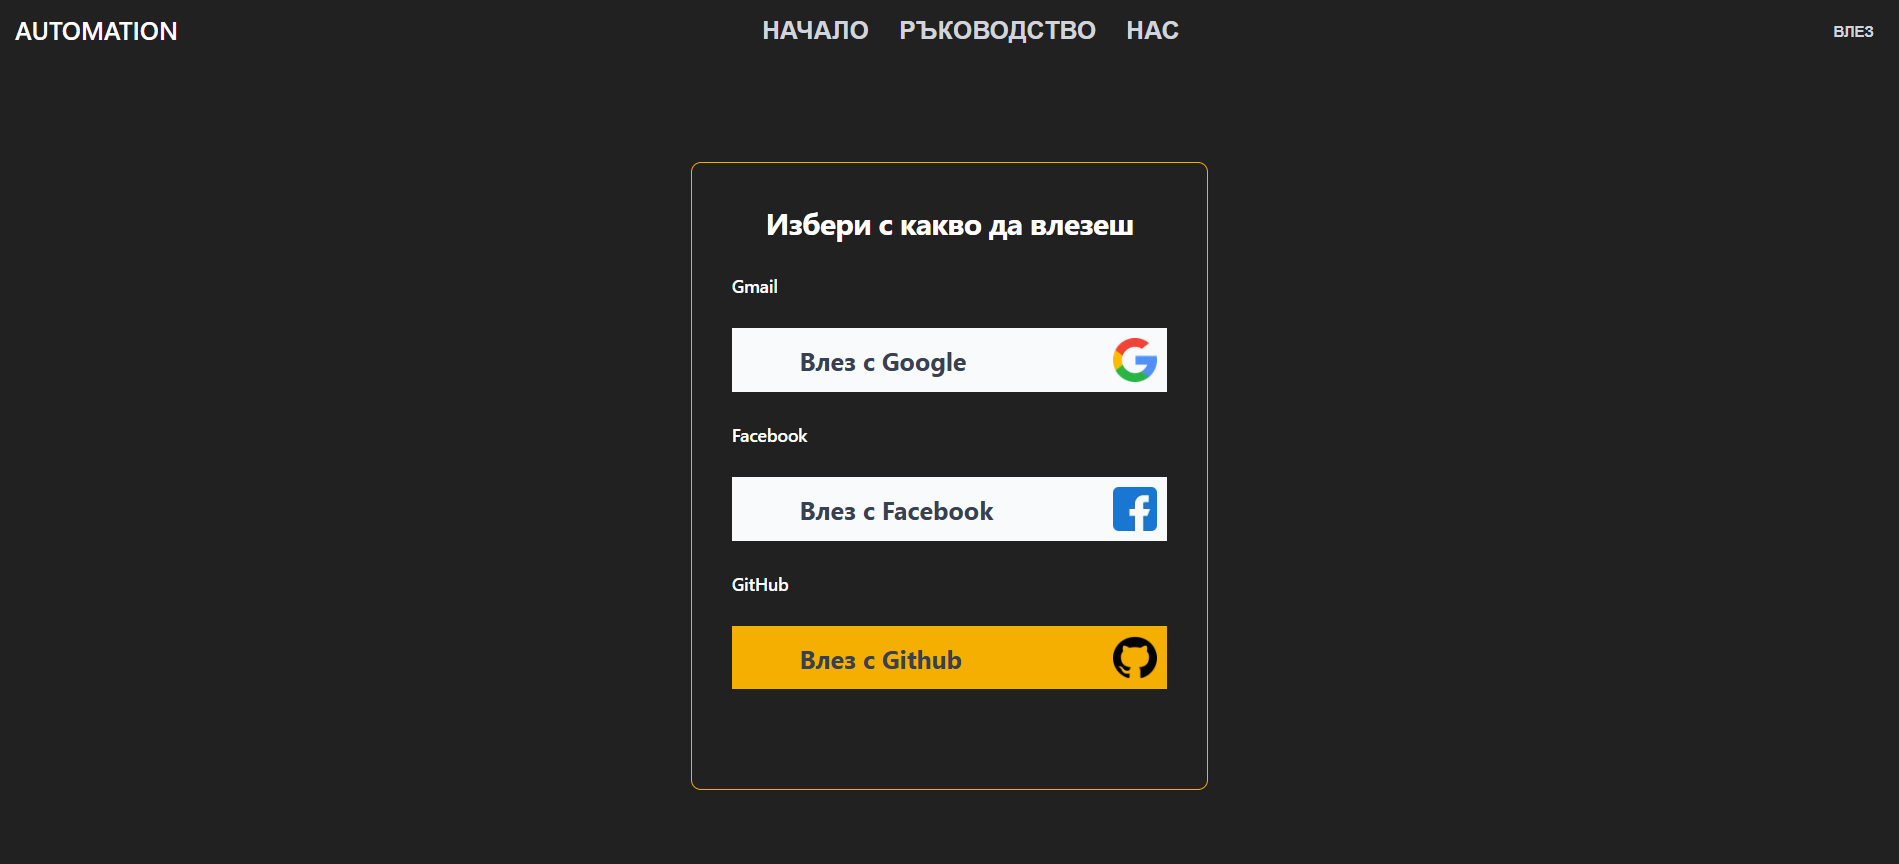 AUTOMATION
НАЧАЛО РЪКОВОДСТВО НАС
ВЛЕЗ
Избери с какво да влезеш
Gmail
Влез с Google
Facebook
Влез с Facebook
GitHub
Влез с Github